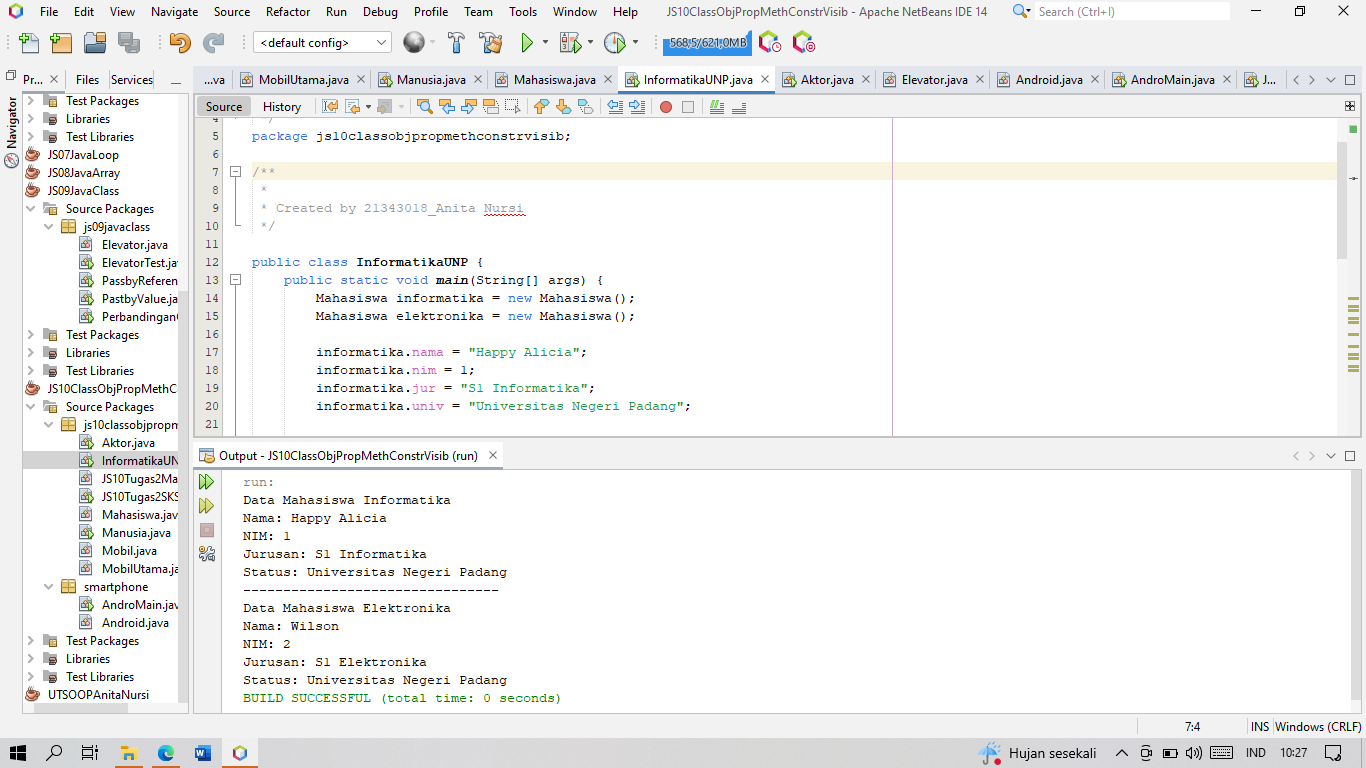 File Edit View Navigate Source Refactor Run Debug Profile Team Tools Window Help JS10ClassObjPropMethConstrVisib - Apache NetBeans IDE 14 Search (Ctrl+I)
<default config> 568,5/621,0MB
Pr... Files Services ...va MobilUtama.java Manusia.java Mahasiswa.java InformatikaUNP.java Aktor.java Elevator.java Android.java AndroMain.java J...
Navigator
Source History
Test Packages
Libraries
Test Libraries
JS07JavaLoop
JS08JavaArray
JS09JavaClass
Source Packages
js09javaclass
Elevator.java
ElevatorTest.ja
PassbyReferen
PastbyValue.ja
Perbandingan
Test Packages
Libraries
Test Libraries
JS10ClassObjPropMethC
Source Packages
js10classobjpropm
Aktor.java
InformatikaUN
JS10Tugas2Ma
JS10Tugas2SKS
Mahasiswa.jav
Manusia.java
Mobil.java
MobilUtama.ja
smartphone
AndroMain.jav
Android.java
Test Packages
Libraries
Test Libraries
UTSOOPAnitaNursi
4 */
5 package js10classobjpropmethconstrvisib;
6
7 /**
8 *
9 * Created by 21343018_Anita Nursi
10 */
11
12 public class InformatikaUNP {
13 public static void main(String[] args) {
14 Mahasiswa informatika = new Mahasiswa();
15 Mahasiswa elektronika = new Mahasiswa();
16
17 informatika.nama = "Happy Alicia";
18 informatika.nim = 1;
19 informatika.jur = "S1 Informatika";
20 informatika.univ = "Universitas Negeri Padang";
21
Output - JS10ClassObjPropMethConstrVisib (run)
run:
Data Mahasiswa Informatika
Nama: Happy Alicia
NIM: 1
Jurusan: S1 Informatika
Status: Universitas Negeri Padang
--------------------------------
Data Mahasiswa Elektronika
Nama: Wilson
NIM: 2
Jurusan: S1 Elektronika
Status: Universitas Negeri Padang
BUILD SUCCESSFUL (total time: 0 seconds)
7:4 INS Windows (CRLF)
Hujan sesekali IND 10:27